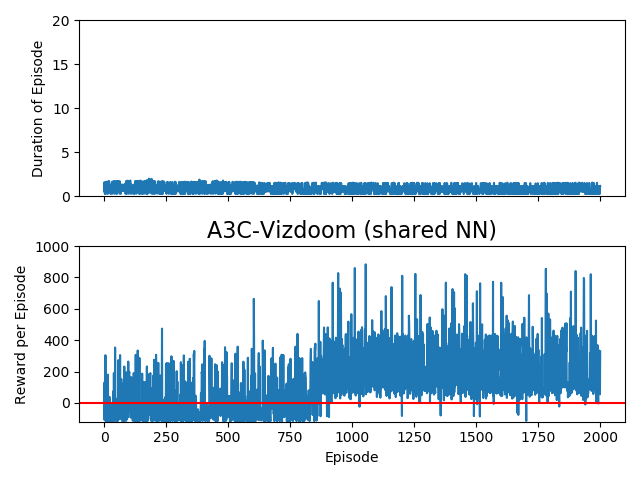 20
15
10
5
0
Duration of Episode
A3C-Vizdoom (shared NN)
1000
800
600
400
200
0
Reward per Episode
0 250 500 750 1000 1250 1500 1750 2000
Episode